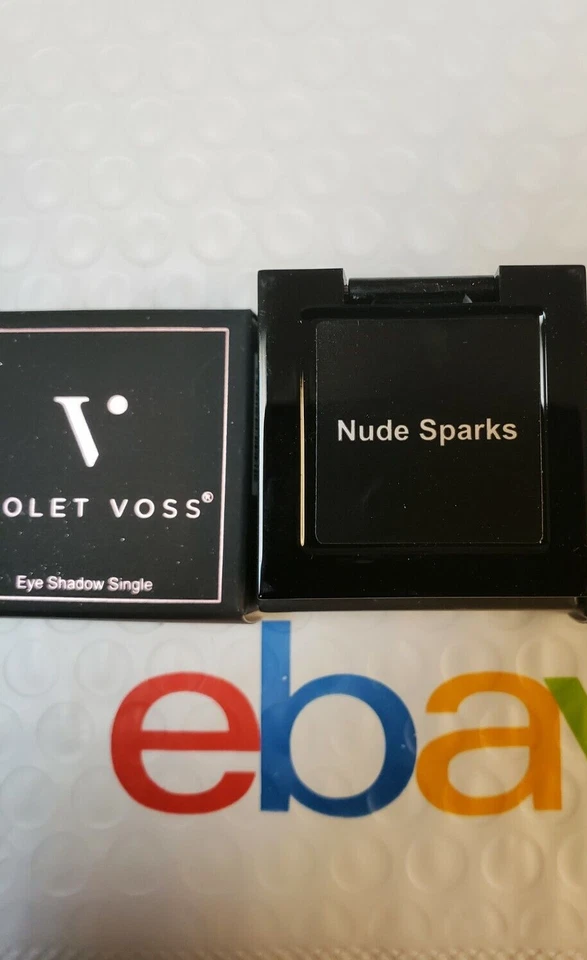 V
OLET VOSS®
Eye Shadow Single
Nude Sparks
ebay